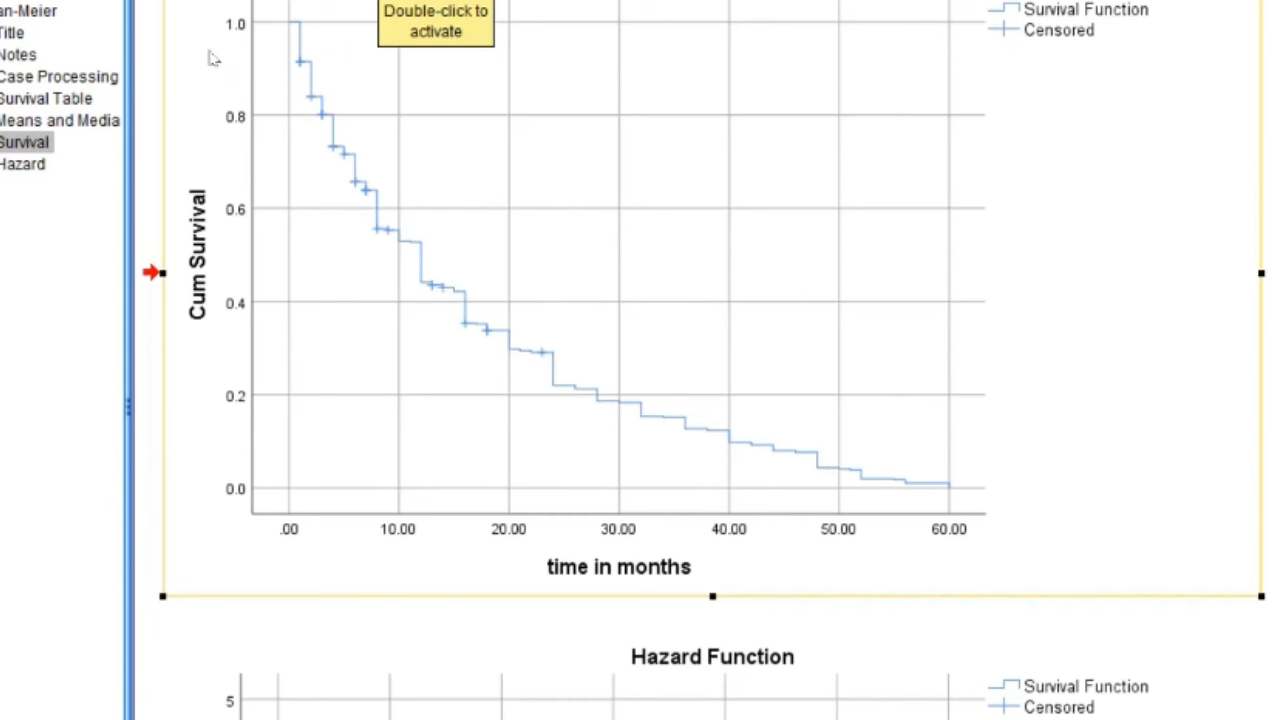 an-Meier
Title
Notes
Case Processing
Survival Table
Means and Media
Survival
Hazard
Double-click to
activate
Survival Function
Censored
1.0
0.8
0.6
0.4
0.2
0.0
Cum Survival
.00 10.00 20.00 30.00 40.00 50.00 60.00
time in months
Hazard Function
5
Survival Function
Censored